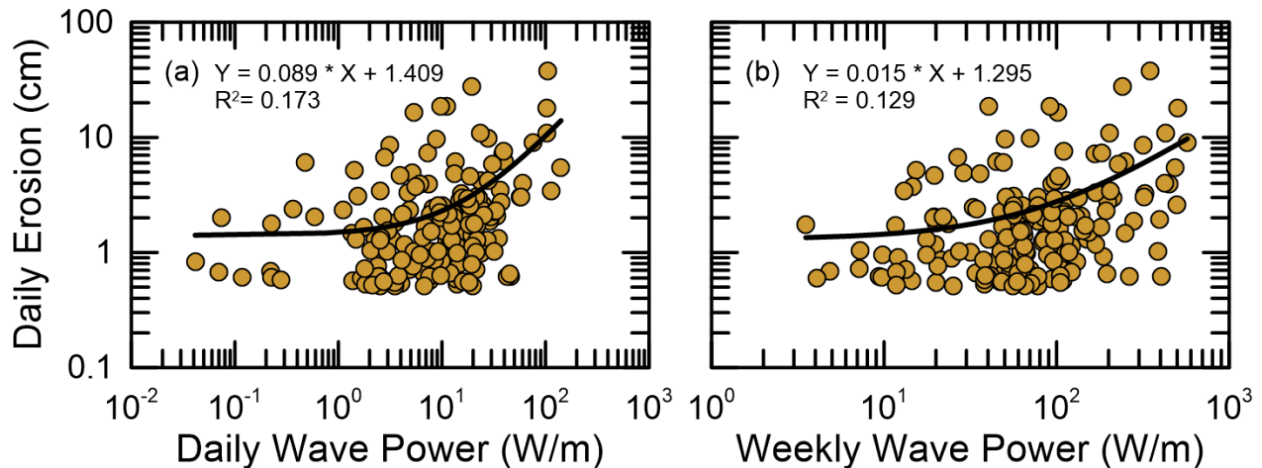 Daily Erosion (cm)
100
10
1
0.1
(a) Y = 0.089 * X + 1.409
R²= 0.173
10⁻² 10⁻¹ 10⁰ 10¹ 10² 10³
Daily Wave Power (W/m)
(b) Y = 0.015 * X + 1.295
R² = 0.129
10⁰ 10¹ 10² 10³
Weekly Wave Power (W/m)